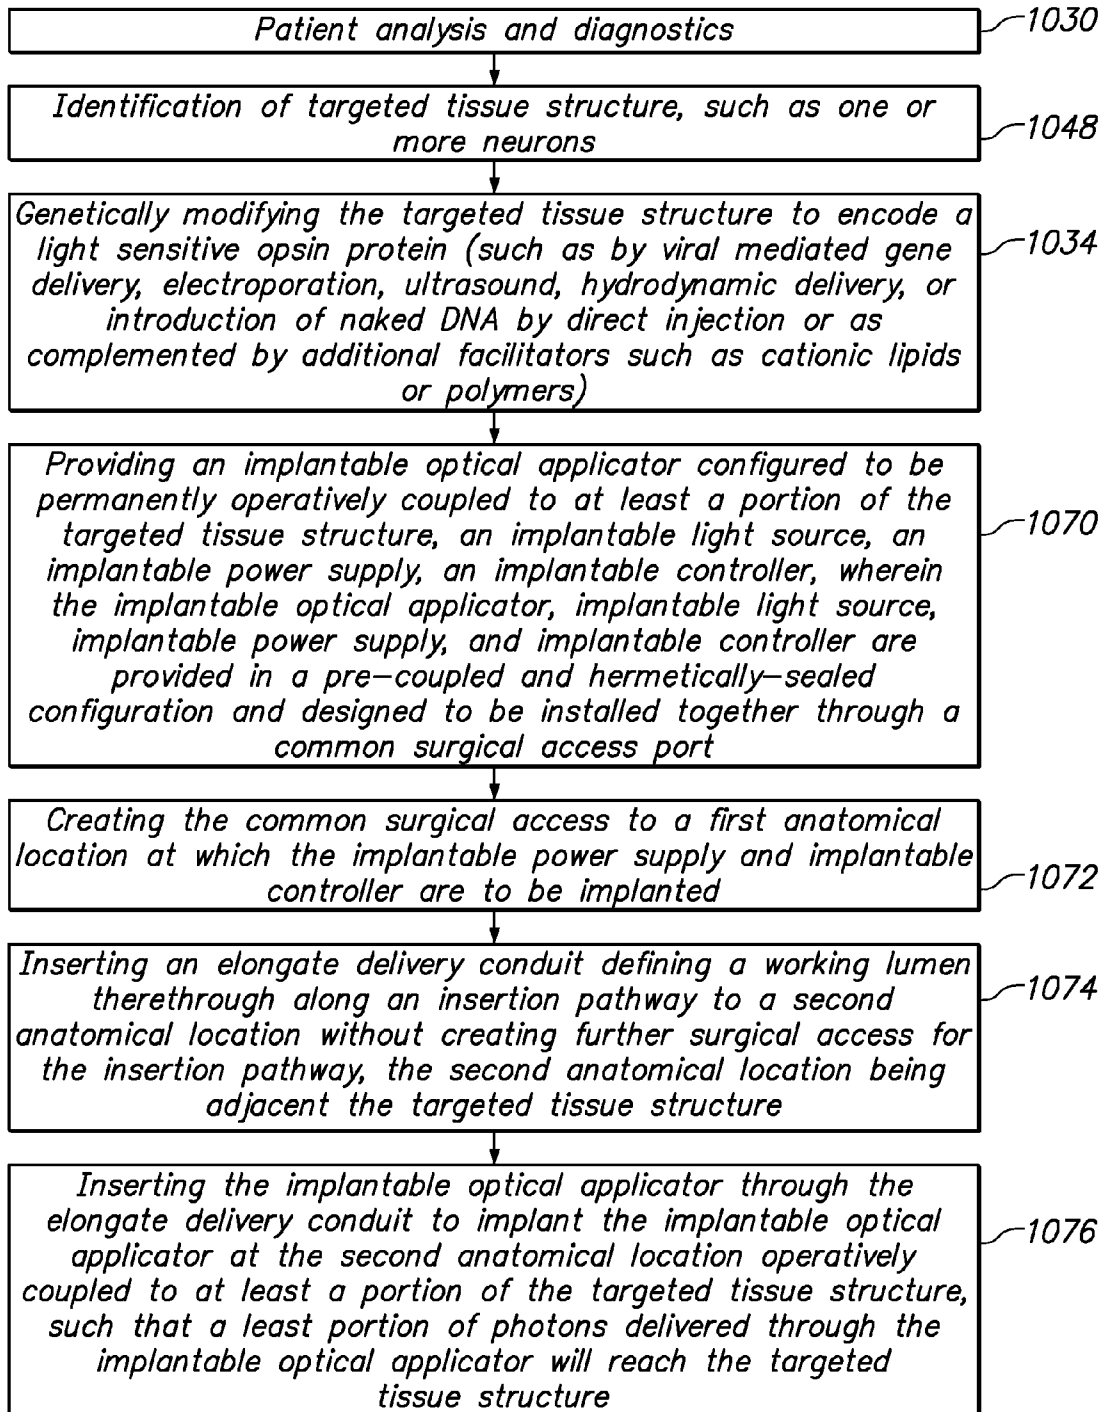 Patient analysis and diagnostics
1030
Identification of targeted tissue structure, such as one or
more neurons
1048
Genetically modifying the targeted tissue structure to encode a
light sensitive opsin protein (such as by viral mediated gene
delivery, electroporation, ultrasound, hydrodynamic delivery, or
introduction of naked DNA by direct injection or as
complemented by additional facilitators such as cationic lipids
or polymers)
1034
Providing an implantable optical applicator configured to be
permanently operatively coupled to at least a portion of the
targeted tissue structure, an implantable light source, an
implantable power supply, an implantable controller, wherein
the implantable optical applicator, implantable light source,
implantable power supply, and implantable controller are
provided in a pre-coupled and hermetically-sealed
configuration and designed to be installed together through a
common surgical access port
1070
Creating the common surgical access to a first anatomical
location at which the implantable power supply and implantable
controller are to be implanted
1072
Inserting an elongate delivery conduit defining a working lumen
therethrough along an insertion pathway to a second
anatomical location without creating further surgical access for
the insertion pathway, the second anatomical location being
adjacent the targeted tissue structure
1074
Inserting the implantable optical applicator through the
elongate delivery conduit to implant the implantable optical
applicator at the second anatomical location operatively
coupled to at least a portion of the targeted tissue structure,
such that a least portion of photons delivered through the
implantable optical applicator will reach the targeted
tissue structure
1076